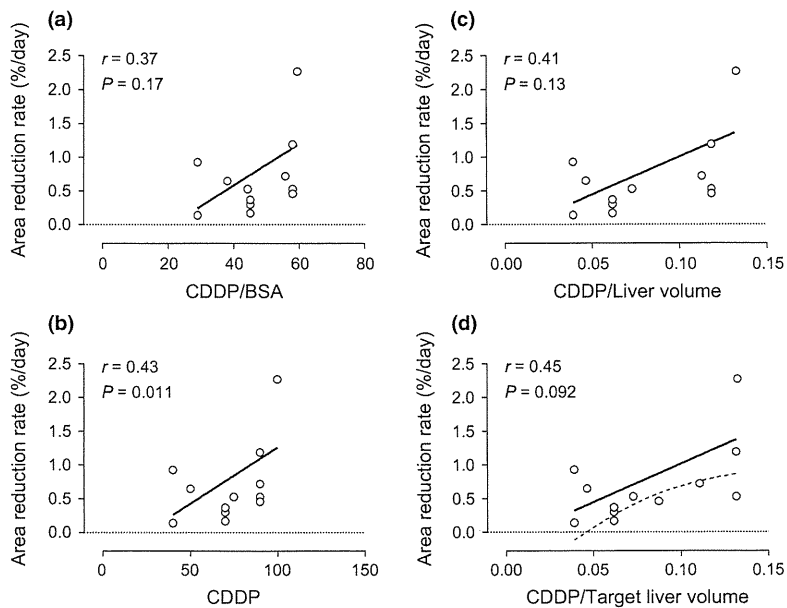 (a)
r = 0.37
P = 0.17
Area reduction rate (%/day)
2.5
2.0
1.5
1.0
0.5
0.0
0 20 40 60 80
CDDP/BSA
(c)
r = 0.41
P = 0.13
Area reduction rate (%/day)
2.5
2.0
1.5
1.0
0.5
0.0
0.00 0.05 0.10 0.15
CDDP/Liver volume
(b)
r = 0.43
P = 0.011
Area reduction rate (%/day)
2.5
2.0
1.5
1.0
0.5
0.0
0 50 100 150
CDDP
(d)
r = 0.45
P = 0.092
Area reduction rate (%/day)
2.5
2.0
1.5
1.0
0.5
0.0
0.00 0.05 0.10 0.15
CDDP/Target liver volume